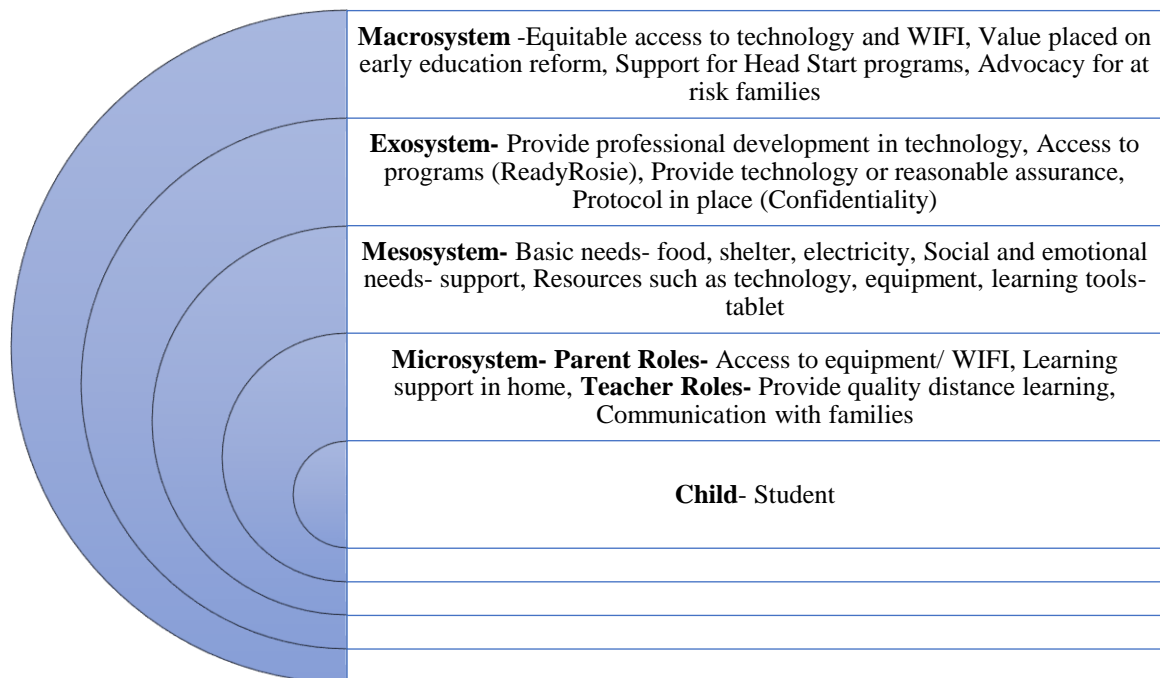 Macrosystem -Equitable access to technology and WIFI, Value placed on
early education reform, Support for Head Start programs, Advocacy for at
risk families
Exosystem- Provide professional development in technology, Access to
programs (ReadyRosie), Provide technology or reasonable assurance,
Protocol in place (Confidentiality)
Mesosystem- Basic needs- food, shelter, electricity, Social and emotional
needs- support, Resources such as technology, equipment, learning tools-
tablet
Microsystem- Parent Roles- Access to equipment/ WIFI, Learning
support in home, Teacher Roles- Provide quality distance learning,
Communication with families
Child- Student